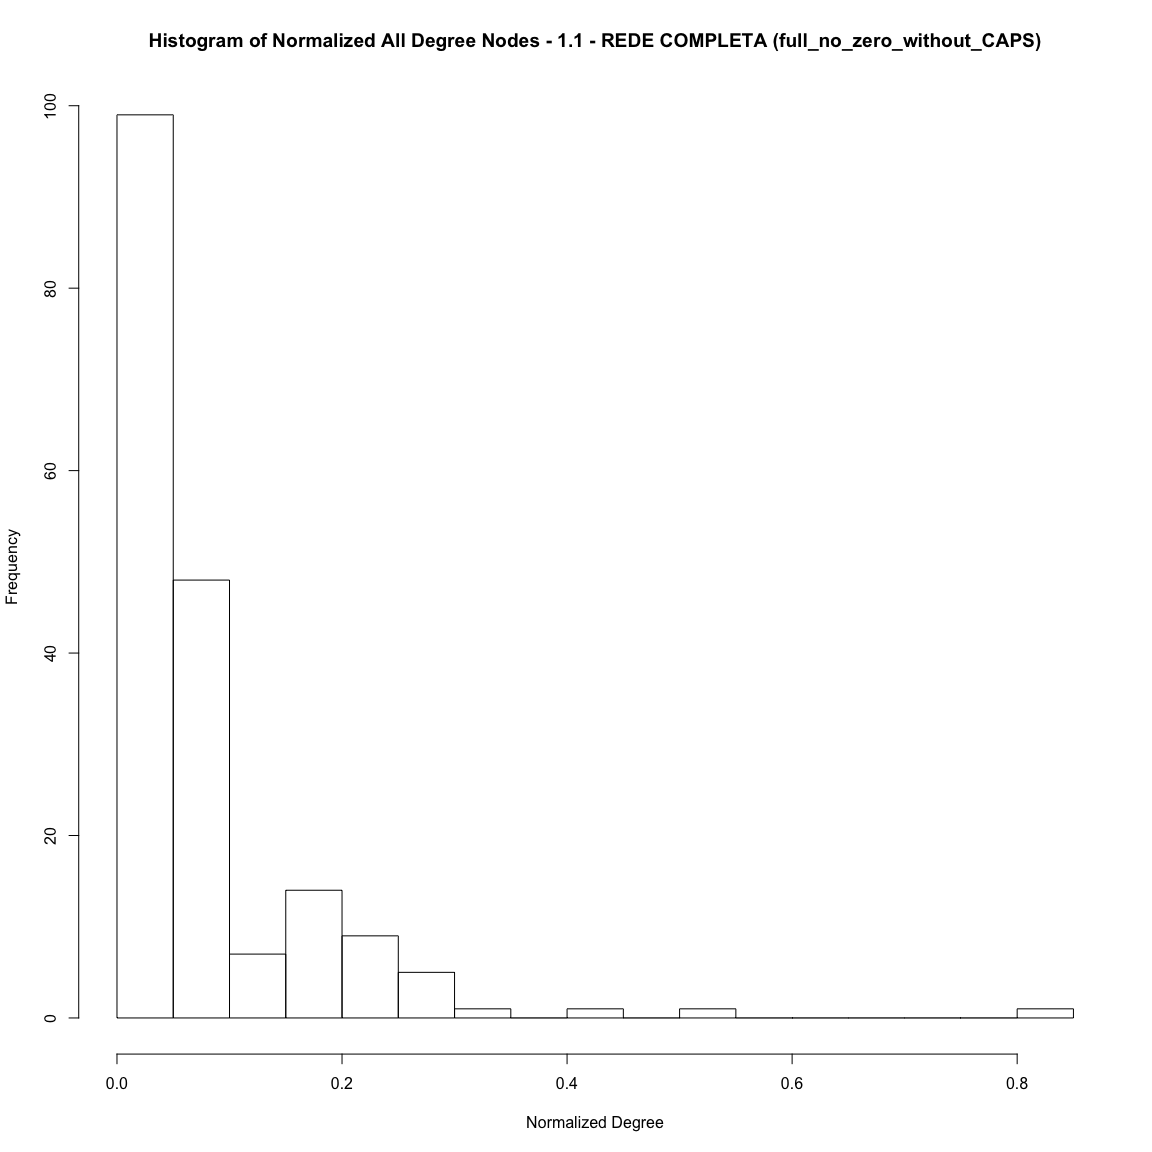 Histogram of Normalized All Degree Nodes - 1.1 - REDE COMPLETA (full_no_zero_without_CAPS)
100
80
60
40
20
0
Frequency
0.0 0.2 0.4 0.6 0.8
Normalized Degree